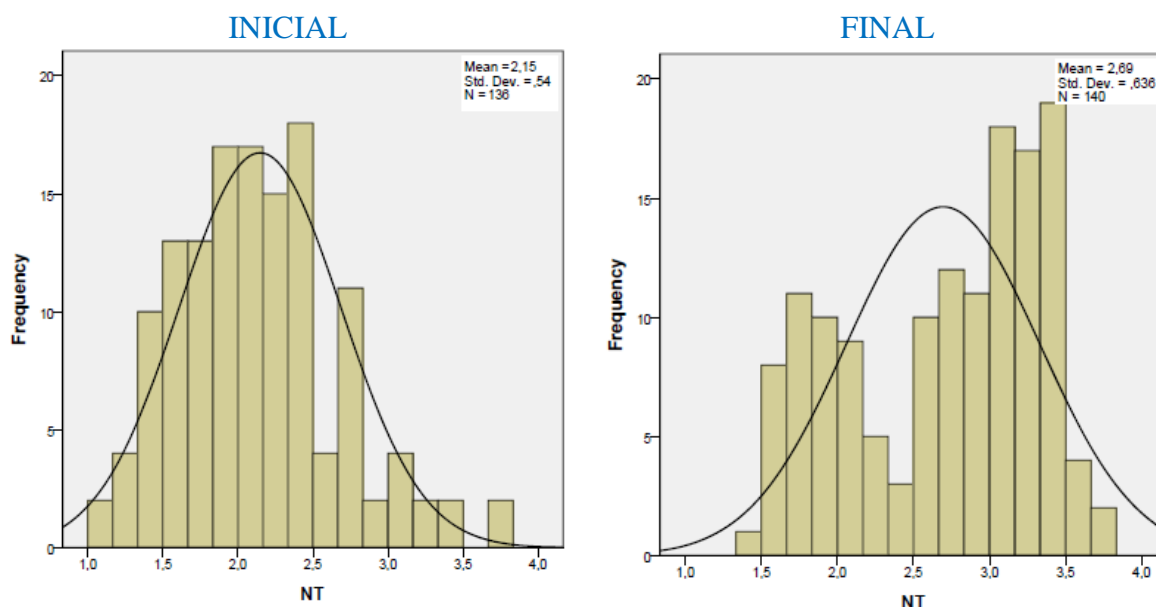 INICIAL
Mean =2,15
Std. Dev. =,54
N = 136
20
15
10
5
0
Frequency
1,0 1,5 2,0 2,5 3,0 3,5 4,0
NT
FINAL
Mean = 2,69
Std. Dev. = ,636
N = 140
20
15
10
5
0
Frequency
1,0 1,5 2,0 2,5 3,0 3,5 4,0
NT